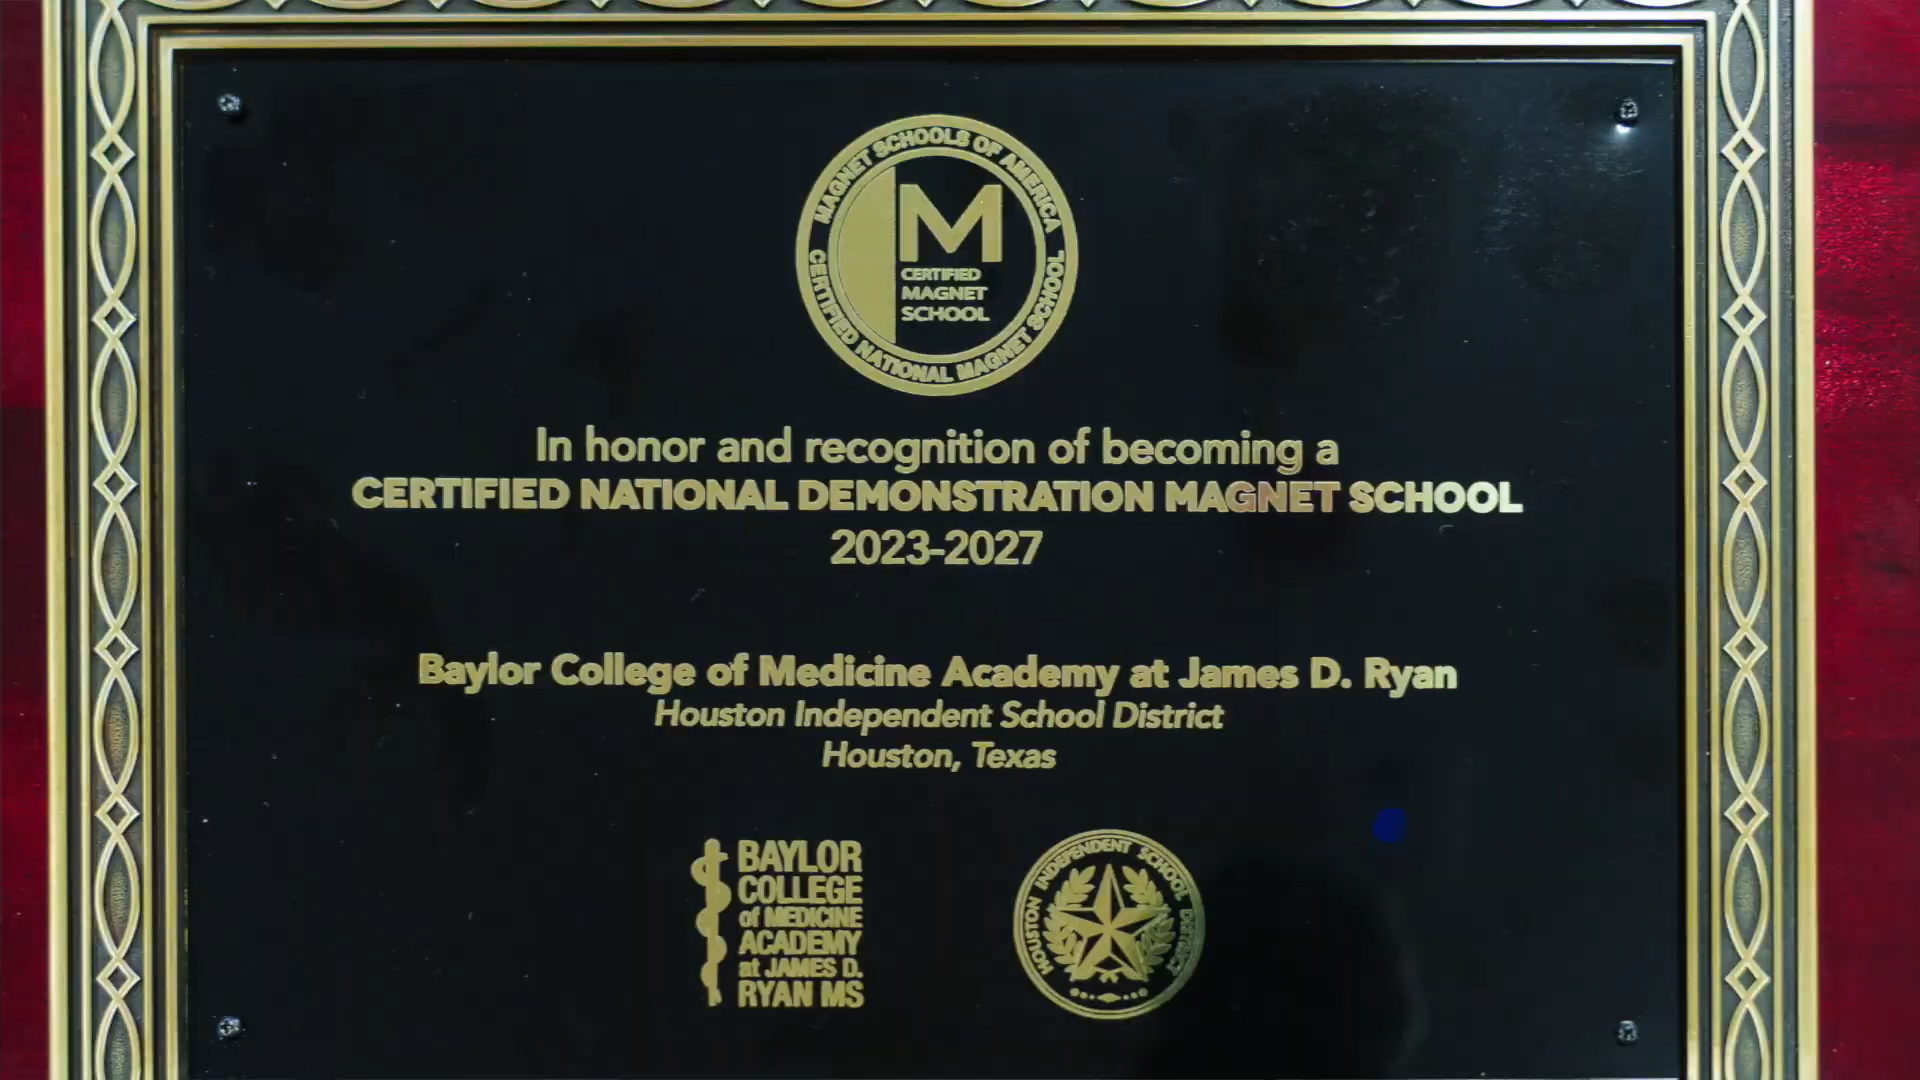 MAGNET SCHOOLS OF AMERICA
M
CERTIFIED
MAGNET
SCHOOL
CERTIFIED NATIONAL MAGNET SCHOOL
In honor and recognition of becoming a
CERTIFIED NATIONAL DEMONSTRATION MAGNET SCHOOL
2023-2027
Baylor College of Medicine Academy at James D. Ryan
Houston Independent School District
Houston, Texas
BAYLOR
COLLEGE
of MEDICINE
ACADEMY
at JAMES D.
RYAN MS
HOUSTON INDEPENDENT SCHOOL DISTRICT